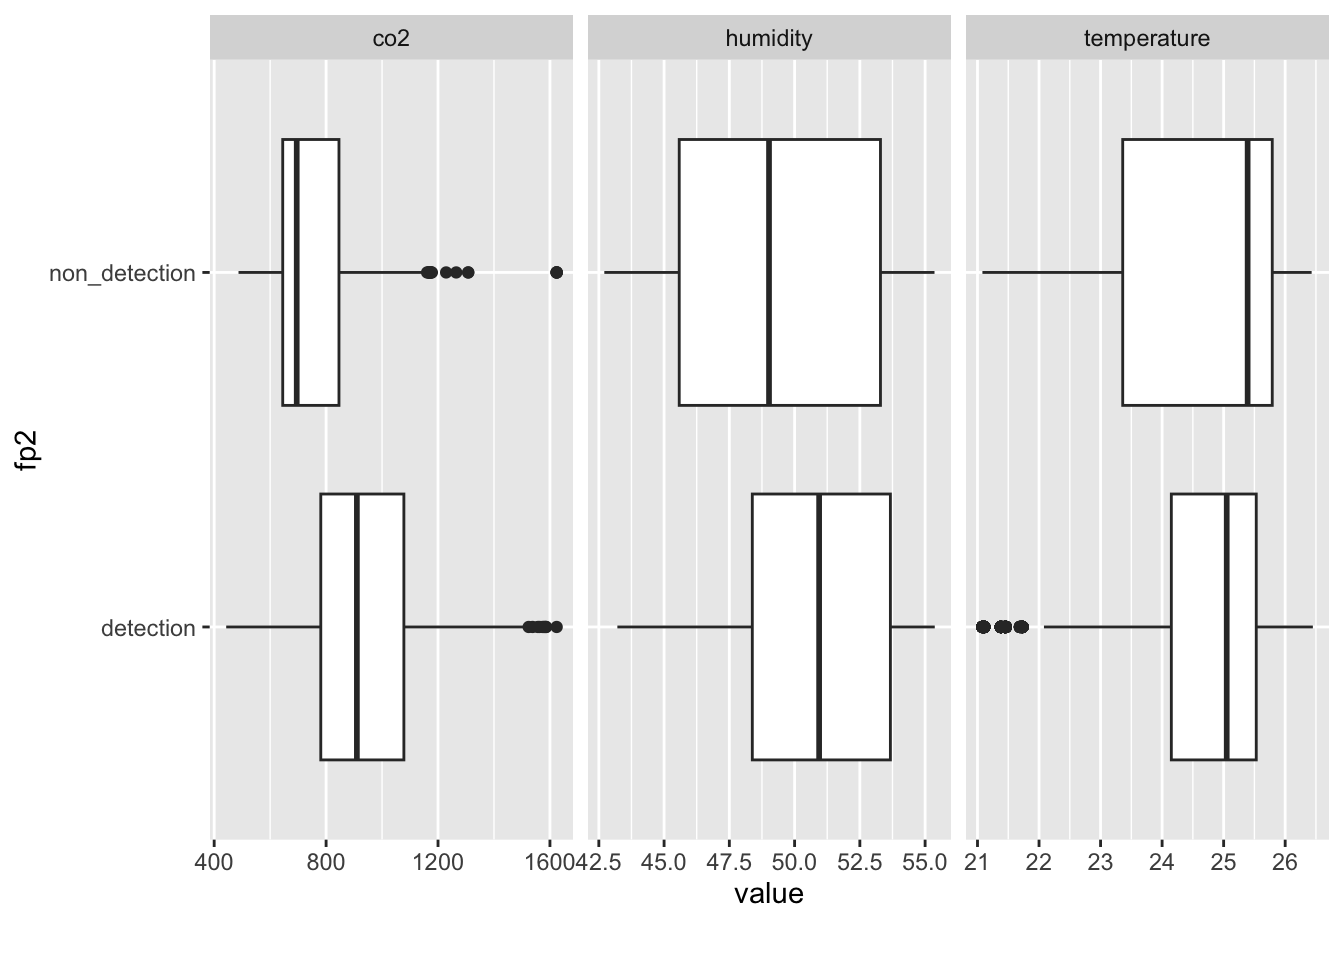 co2 humidity temperature
non_detection
fp2
detection
400 800 1200 1600 42.5 45.0 47.5 50.0 52.5 55.0 21 22 23 24 25 26
value